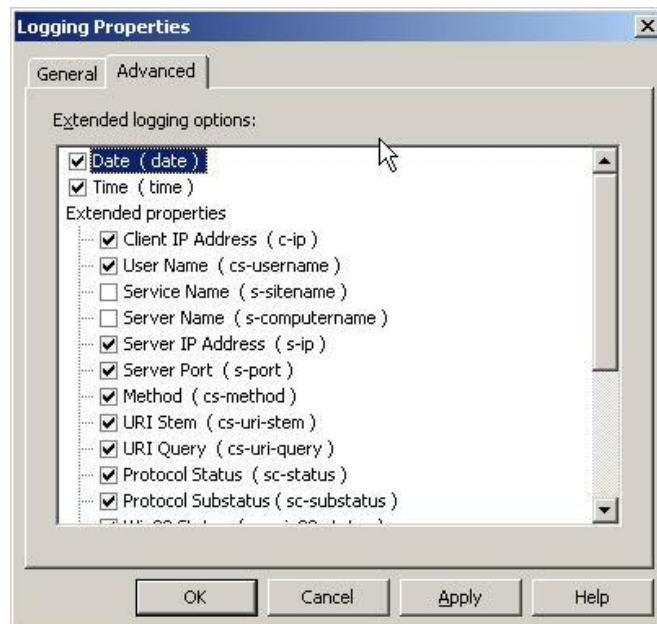 Logging Properties
General
Advanced
Extended logging options:
Date ( date )
Time ( time )
Extended properties
Client IP Address ( c-ip )
User Name ( cs-username )
Service Name ( s-sitename )
Server Name ( s-computername )
Server IP Address ( s-ip )
Server Port ( s-port )
Method ( cs-method )
URI Stem ( cs-uri-stem )
URI Query ( cs-uri-query )
Protocol Status ( sc-status )
Protocol Substatus ( sc-substatus )
OK
Cancel
Apply
Help